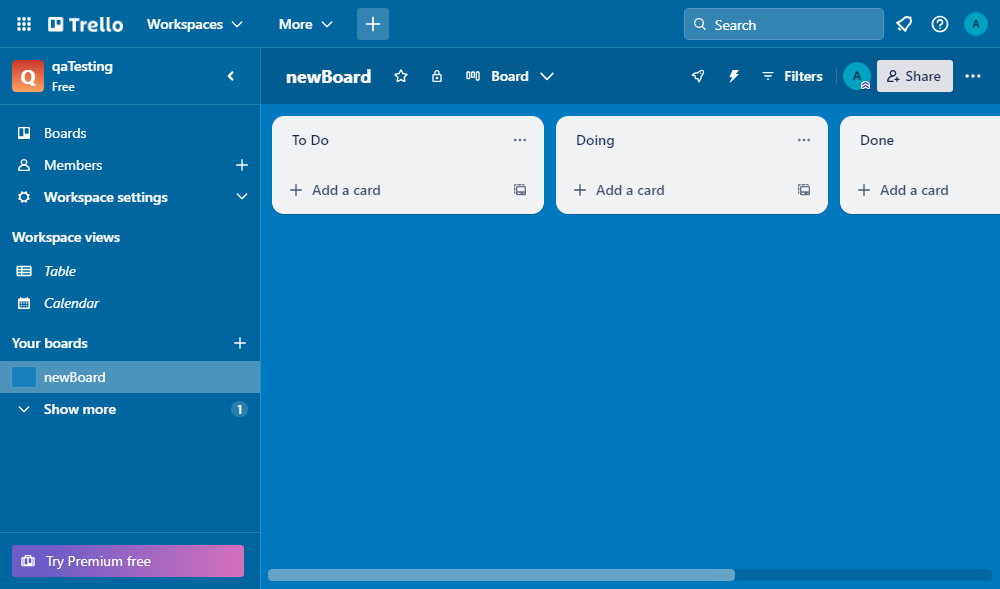 Trello
Workspaces
More
Search
A
Q
qaTesting
Free
newBoard
Board
Filters
A
Share
Boards
Members
Workspace settings
Workspace views
Table
Calendar
Your boards
newBoard
Show more
1
Try Premium free
To Do
Add a card
Doing
Add a card
Done
Add a card